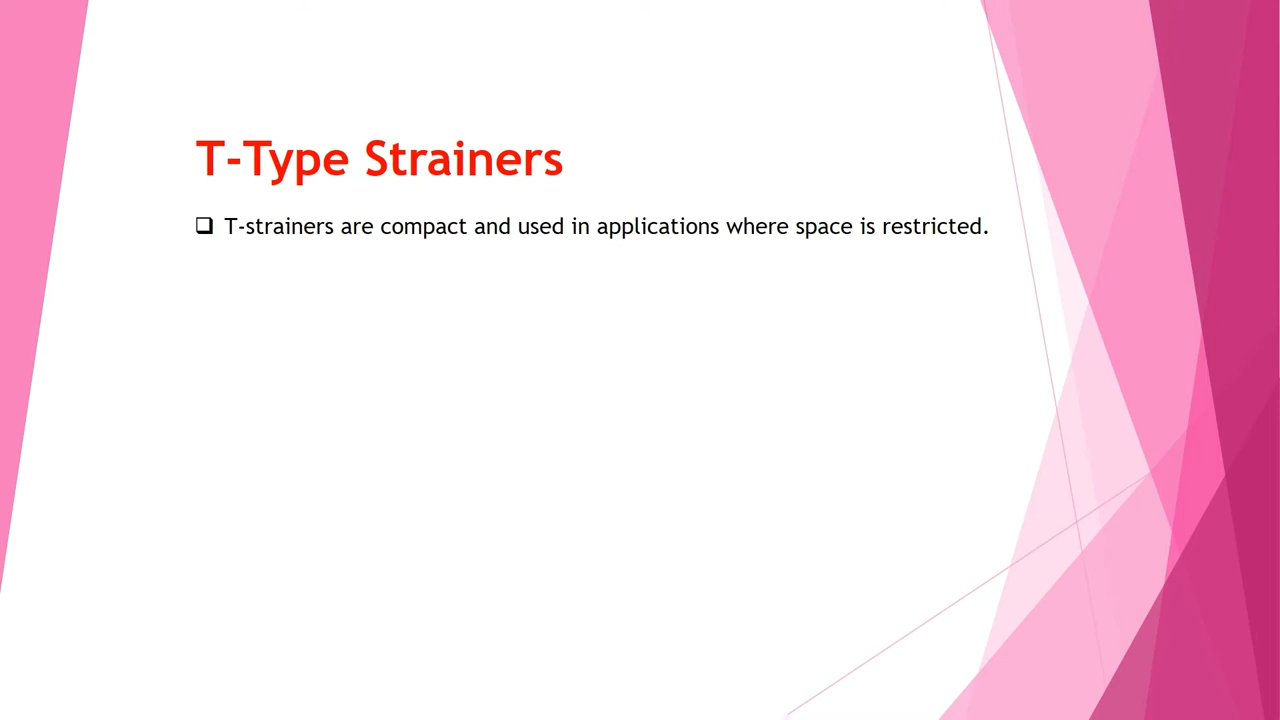 T-Type Strainers
❑ T-strainers are compact and used in applications where space is restricted.